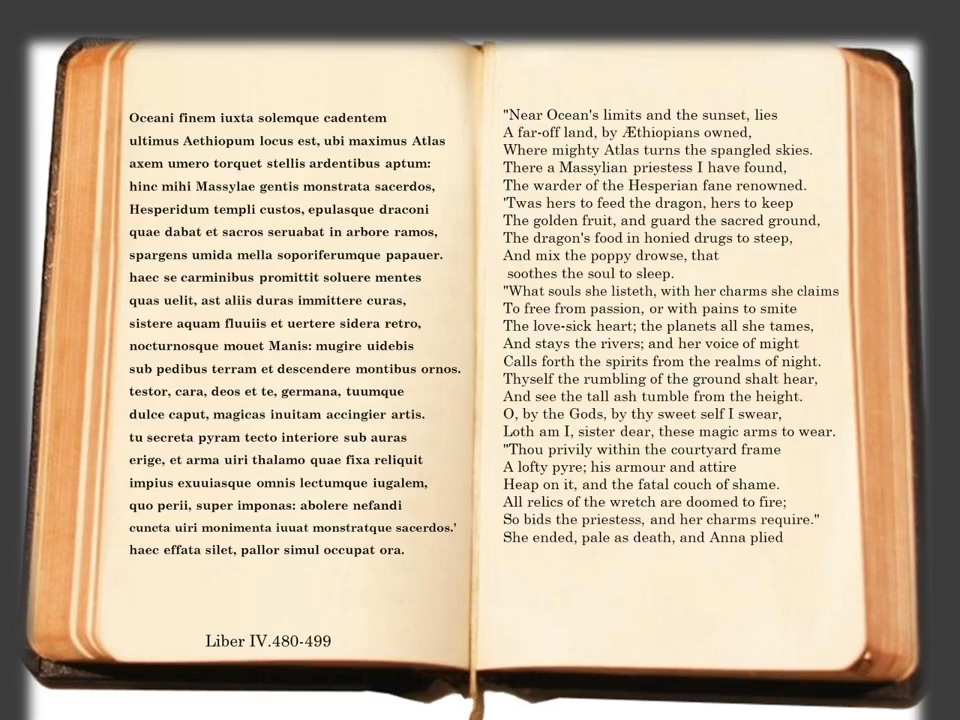 Oceani finem iuxta solemque cadentem
ultimus Aethiopum locus est, ubi maximus Atlas
axem umero torquet stellis ardentibus aptum:
hinc mihi Massylae gentis monstrata sacerdos,
Hesperidum templi custos, epulasque draconi
quae dabat et sacros seruabat in arbore ramos,
spargens umida mella soporiferumque papauer.
haec se carminibus promittit soluere mentes
quas uelit, ast aliis duras immittere curas,
sistere aquam fluuiis et uertere sidera retro,
nocturnosque mouet Manis: mugire uidebis
sub pedibus terram et descendere montibus ornos.
testor, cara, deos et te, germana, tuumque
dulce caput, magicas inuitam accingier artis.
tu secreta pyram tecto interiore sub auras
erige, et arma uiri thalamo quae fixa reliquit
impius exuuiasque omnis lectumque iugalem,
quo perii, super imponas: abolere nefandi
cuncta uiri monimenta iuuat monstratque sacerdos.'
haec effata silet, pallor simul occupat ora.
Liber IV.480-499
"Near Ocean's limits and the sunset, lies
A far-off land, by Æthiopians owned,
Where mighty Atlas turns the spangled skies.
There a Massylian priestess I have found,
The warder of the Hesperian fane renowned.
'Twas hers to feed the dragon, hers to keep
The golden fruit, and guard the sacred ground,
The dragon's food in honied drugs to steep,
And mix the poppy drowse, that
soothes the soul to sleep.
"What souls she listeth, with her charms she claims
To free from passion, or with pains to smite
The love-sick heart; the planets all she tames,
And stays the rivers; and her voice of might
Calls forth the spirits from the realms of night.
Thyself the rumbling of the ground shalt hear,
And see the tall ash tumble from the height.
O, by the Gods, by thy sweet self I swear,
Loth am I, sister dear, these magic arms to wear.
"Thou privily within the courtyard frame
A lofty pyre; his armour and attire
Heap on it, and the fatal couch of shame.
All relics of the wretch are doomed to fire;
So bids the priestess, and her charms require."
She ended, pale as death, and Anna plied